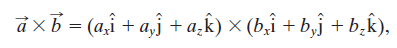 a⃗ × b⃗ = (aₓî + a_yĵ + a_zk̂) × (bₓî + b_yĵ + b_zk̂),